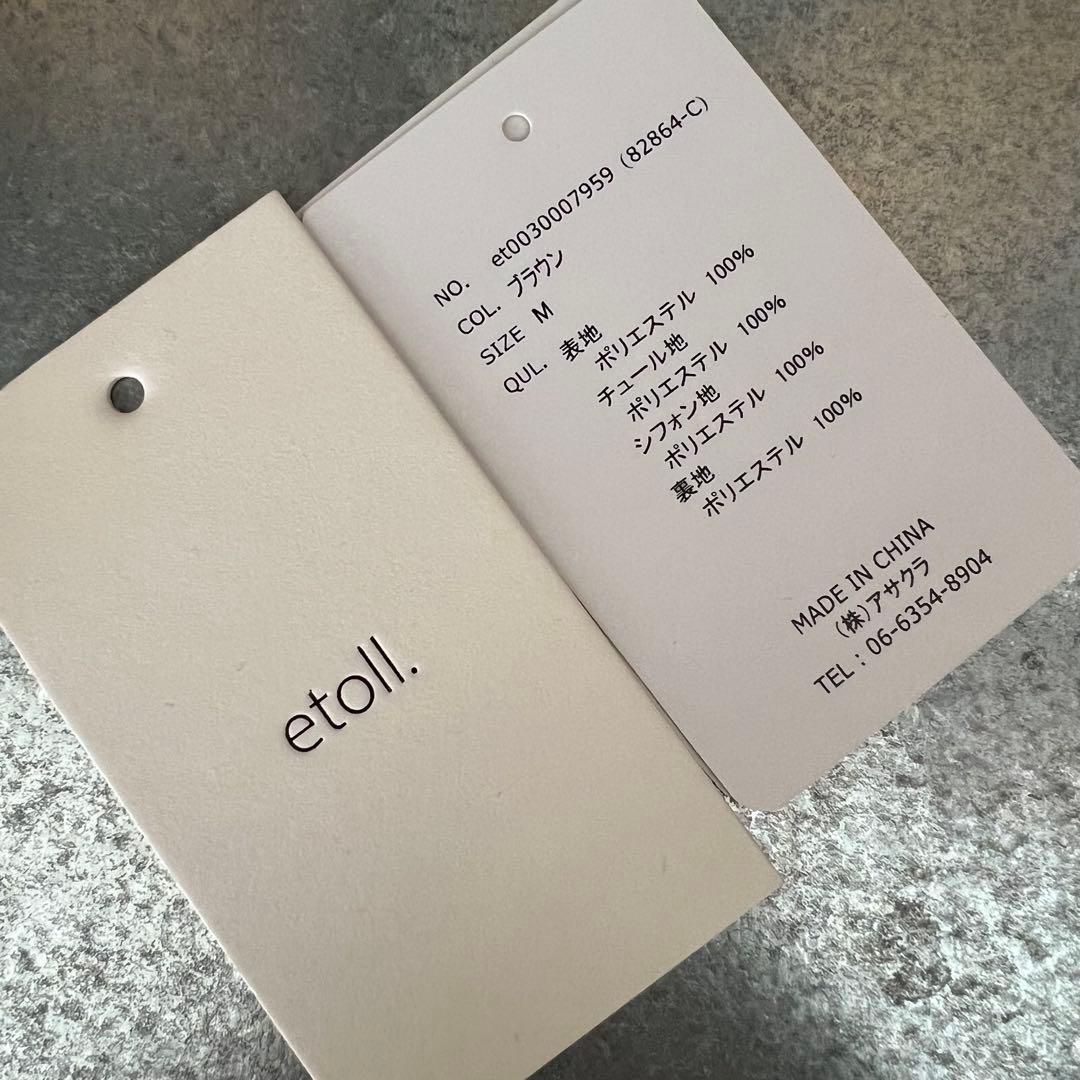 etoll.
NO. et0030007959 (82864-C)
COL. ブラウン
SIZE M
QUL. 表地
ポリエステル 100%
チュール地
ポリエステル 100%
シフォン地
ポリエステル 100%
裏地
ポリエステル 100%
MADE IN CHINA
(株)アサクラ
TEL : 06-6354-8904